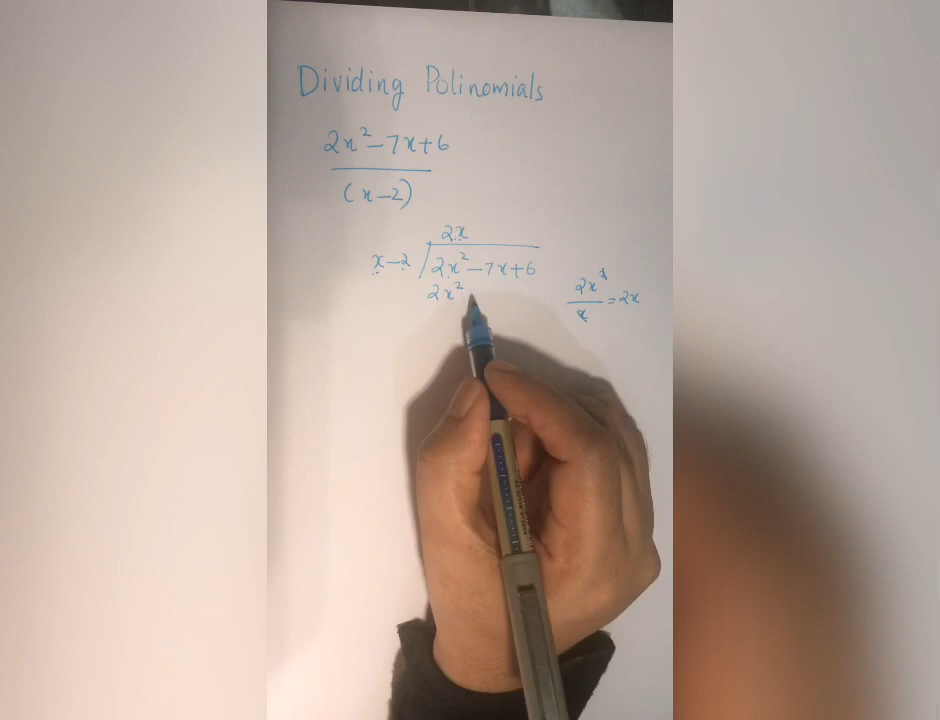 Dividing Polinomials
2x²-7x+6
(x-2)
2x
x-2 2x²-7x+6
2x²
2x²
x =2x